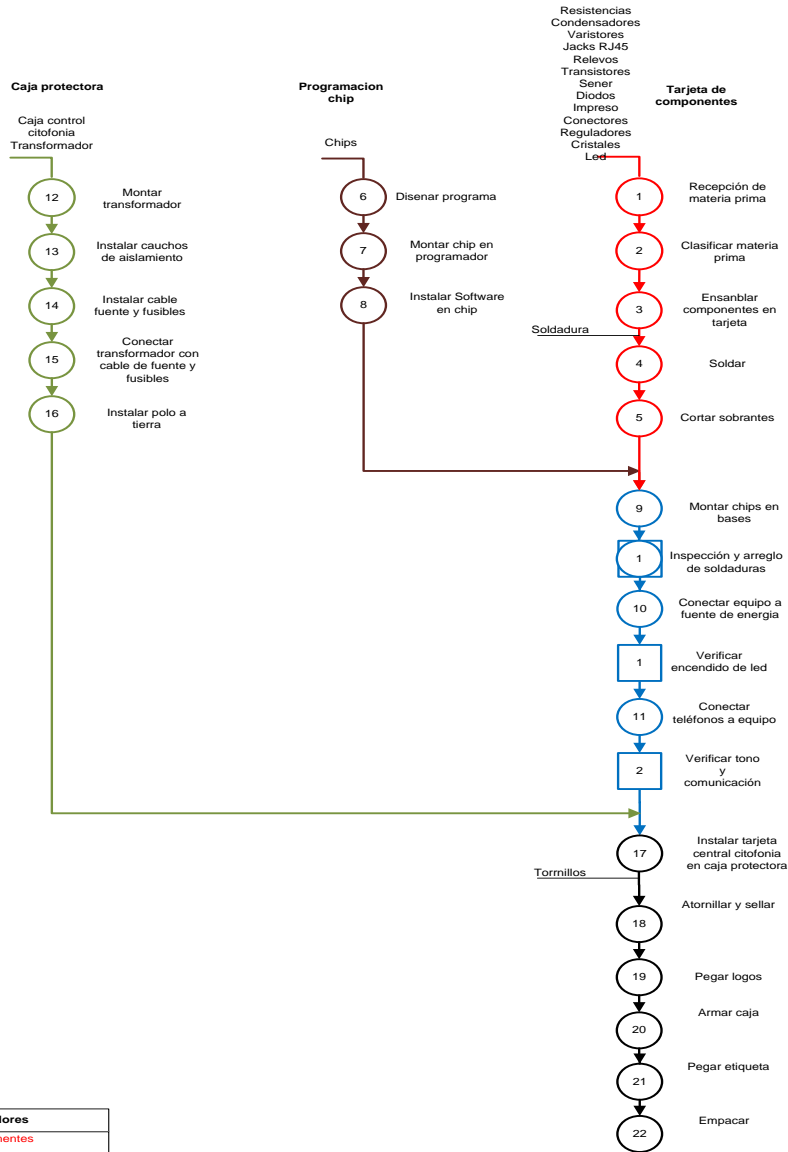 Caja protectora
Caja control
citofonia
Transformador
12
Montar
transformador
13
Instalar cauchos
de aislamiento
14
Instalar cable
fuente y fusibles
15
Conectar
transformador con
cable de fuente y
fusibles
16
Instalar polo a
tierra
Programacion
chip
Chips
6
Disenar programa
7
Montar chip en
programador
8
Instalar Software
en chip
Resistencias
Condensadores
Varistores
Jacks RJ45
Relevos
Transistores
Sener
Diodos
Impreso
Conectores
Reguladores
Cristales
Led
Tarjeta de
componentes
1
Recepción de
materia prima
2
Clasificar materia
prima
3
Ensanblar
componentes en
tarjeta
Soldadura
4
Soldar
5
Cortar sobrantes
9
Montar chips en
bases
1
Inspección y arreglo
de soldaduras
10
Conectar equipo a
fuente de energia
1
Verificar
encendido de led
11
Conectar
teléfonos a equipo
2
Verificar tono
y
comunicación
17
Instalar tarjeta
central citofonia
en caja protectora
Torrnillos
18
Atornillar y sellar
19
Pegar logos
20
Armar caja
21
Pegar etiqueta
22
Empacar